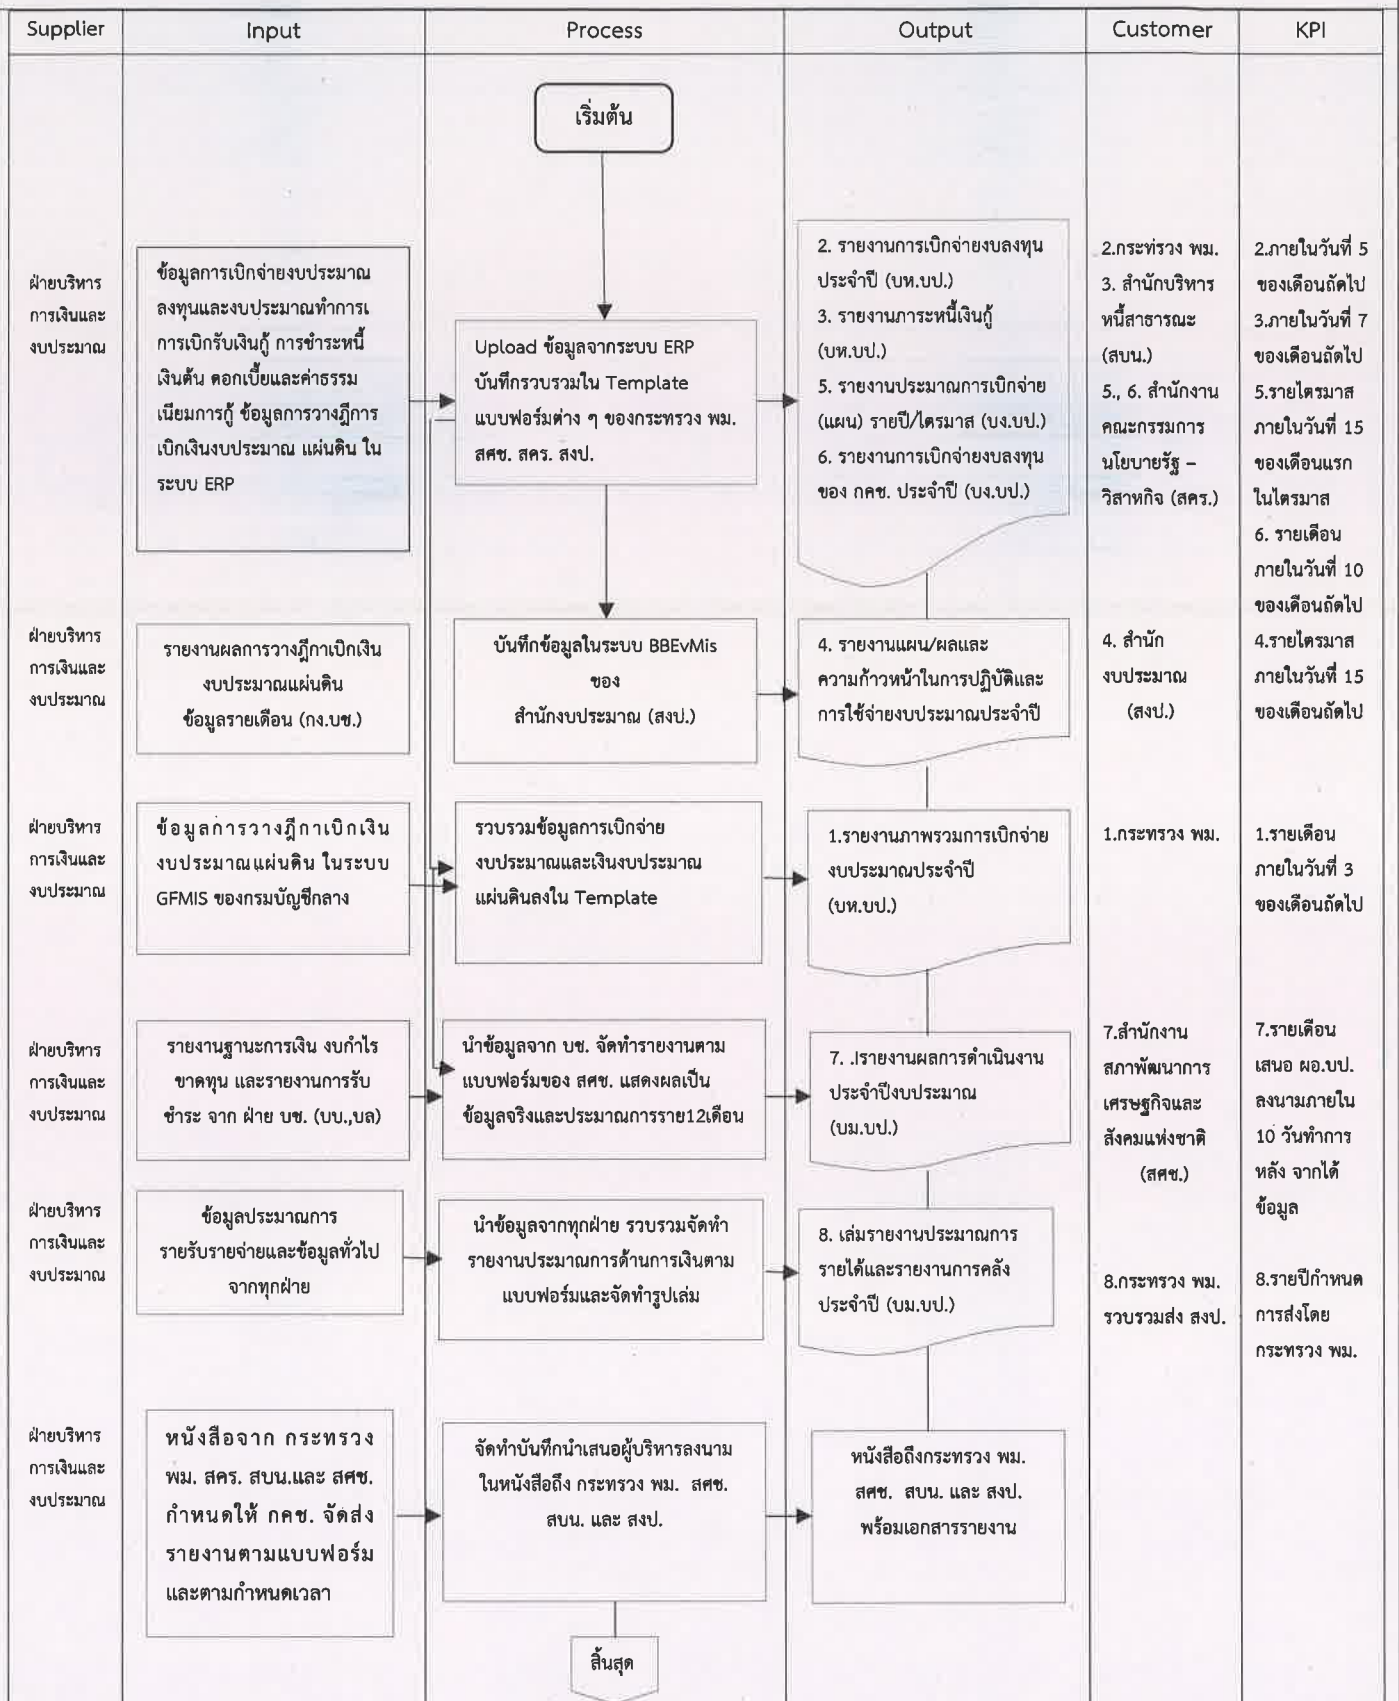 Supplier
Input
Process
Output
Customer
KPI
เริ่มต้น
ฝ่ายบริหาร
การเงินและ
งบประมาณ
ข้อมูลการเบิกจ่ายงบประมาณ
ลงทุนและงบประมาณทำการเ
การเบิกรับเงินกู้ การชำระหนี้
เงินต้น ดอกเบี้ยและค่าธรรม
เนียมการกู้ ข้อมูลการวางฎีการ
เบิกเงินงบประมาณ แผ่นดิน ใน
ระบบ ERP
Upload ข้อมูลจากระบบ ERP
บันทึกรวบรวมใน Template
แบบฟอร์มต่าง ๆ ของกระทรวง พม.
สศช. สคร. สงป.
2. รายงานการเบิกจ่ายงบลงทุน
ประจำปี (บห.บป.)
3. รายงานภาระหนี้เงินกู้
(บห.บป.)
5. รายงานประมาณการเบิกจ่าย
(แผน) รายปี/ไตรมาส (บง.บป.)
6. รายงานการเบิกจ่ายงบลงทุน
ของ กคช. ประจำปี (บง.บป.)
2.กระทรวง พม.
3. สำนักบริหาร
หนี้สาธารณะ
(สบน.)
5., 6. สำนักงาน
คณะกรรมการ
นโยบายรัฐ –
วิสาหกิจ (สคร.)
2.ภายในวันที่ 5
ของเดือนถัดไป
3.ภายในวันที่ 7
ของเดือนถัดไป
5.รายไตรมาส
ภายในวันที่ 15
ของเดือนแรก
ในไตรมาส
6. รายเดือน
ภายในวันที่ 10
ของเดือนถัดไป
ฝ่ายบริหาร
การเงินและ
งบประมาณ
รายงานผลการวางฎีกาเบิกเงิน
งบประมาณแผ่นดิน
ข้อมูลรายเดือน (กง.บช.)
บันทึกข้อมูลในระบบ BBEvMis
ของ
สำนักงบประมาณ (สงป.)
4. รายงานแผน/ผลและ
ความก้าวหน้าในการปฏิบัติและ
การใช้จ่ายงบประมาณประจำปี
4. สำนัก
งบประมาณ
(สงป.)
4.รายไตรมาส
ภายในวันที่ 15
ของเดือนถัดไป
ฝ่ายบริหาร
การเงินและ
งบประมาณ
ข้อมูลการวางฎีกาเบิกเงิน
งบประมาณแผ่นดิน ในระบบ
GFMIS ของกรมบัญชีกลาง
รวบรวมข้อมูลการเบิกจ่าย
งบประมาณและเงินงบประมาณ
แผ่นดินลงใน Template
1.รายงานภาพรวมการเบิกจ่าย
งบประมาณประจำปี
(บห.บป.)
1.กระทรวง พม.
1.รายเดือน
ภายในวันที่ 3
ของเดือนถัดไป
ฝ่ายบริหาร
การเงินและ
งบประมาณ
รายงานฐานะการเงิน งบกำไร
ขาดทุน และรายงานการรับ
ชำระ จาก ฝ่าย บช. (บบ.,บล)
นำข้อมูลจาก บช. จัดทำรายงานตาม
แบบฟอร์มของ สศช. แสดงผลเป็น
ข้อมูลจริงและประมาณการราย12เดือน
7. .เรายงานผลการดำเนินงาน
ประจำปีงบประมาณ
(บม.บป.)
7.สำนักงาน
สภาพัฒนาการ
เศรษฐกิจและ
สังคมแห่งชาติ
(สศช.)
7.รายเดือน
เสนอ ผอ.บป.
ลงนามภายใน
10 วันทำการ
หลัง จากได้
ข้อมูล
ฝ่ายบริหาร
การเงินและ
งบประมาณ
ข้อมูลประมาณการ
รายรับรายจ่ายและข้อมูลทั่วไป
จากทุกฝ่าย
นำข้อมูลจากทุกฝ่าย รวบรวมจัดทำ
รายงานประมาณการด้านการเงินตาม
แบบฟอร์มและจัดทำรูปเล่ม
8. เล่มรายงานประมาณการ
รายได้และรายงานการคลัง
ประจำปี (บม.บป.)
8.กระทรวง พม.
รวบรวมส่ง สงป.
8.รายปีกำหนด
การส่งโดย
กระทรวง พม.
ฝ่ายบริหาร
การเงินและ
งบประมาณ
หนังสือจาก กระทรวง
พม. สคร. สบน.และ สศช.
กำหนดให้ กคช. จัดส่ง
รายงานตามแบบฟอร์ม
และตามกำหนดเวลา
จัดทำบันทึกนำเสนอผู้บริหารลงนาม
ในหนังสือถึง กระทรวง พม. สศช.
สบน. และ สงป.
หนังสือถึงกระทรวง พม.
สศช. สบน. และ สงป.
พร้อมเอกสารรายงาน
สิ้นสุด